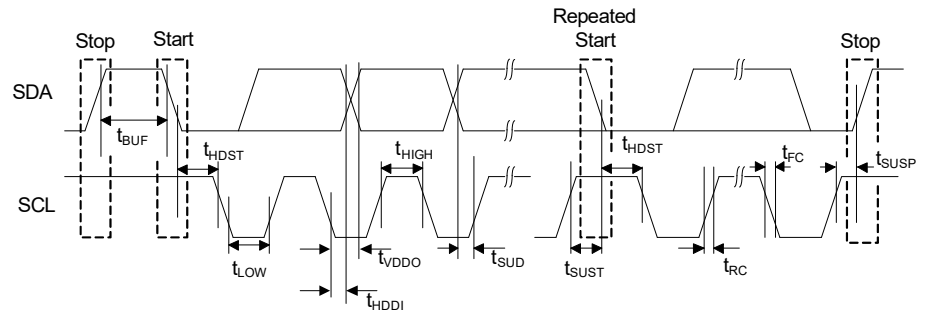 Repeated
Stop Start Start Stop
SDA
tBUF
tHDST tHIGH tHDST tFC tSUSP
SCL
tLOW tVDDO tSUD tSUST tRC
tHDDI